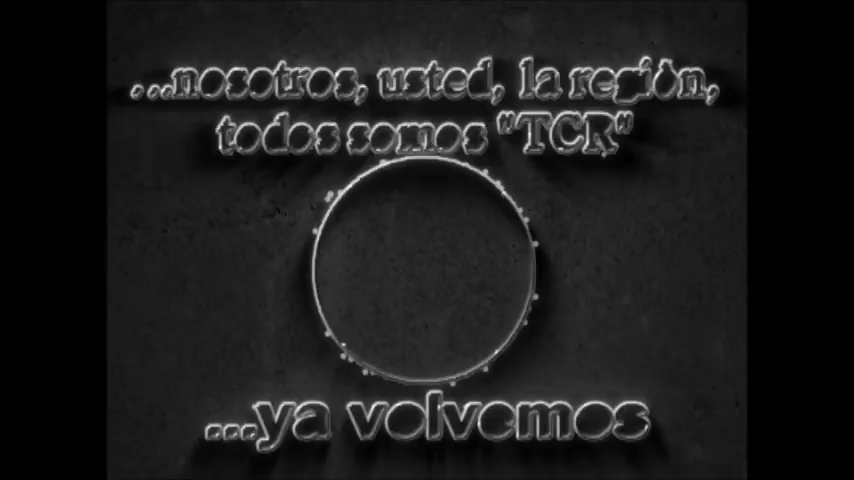 ...nosotros, usted, la región,
todos somos "TCR"
...ya volvemos